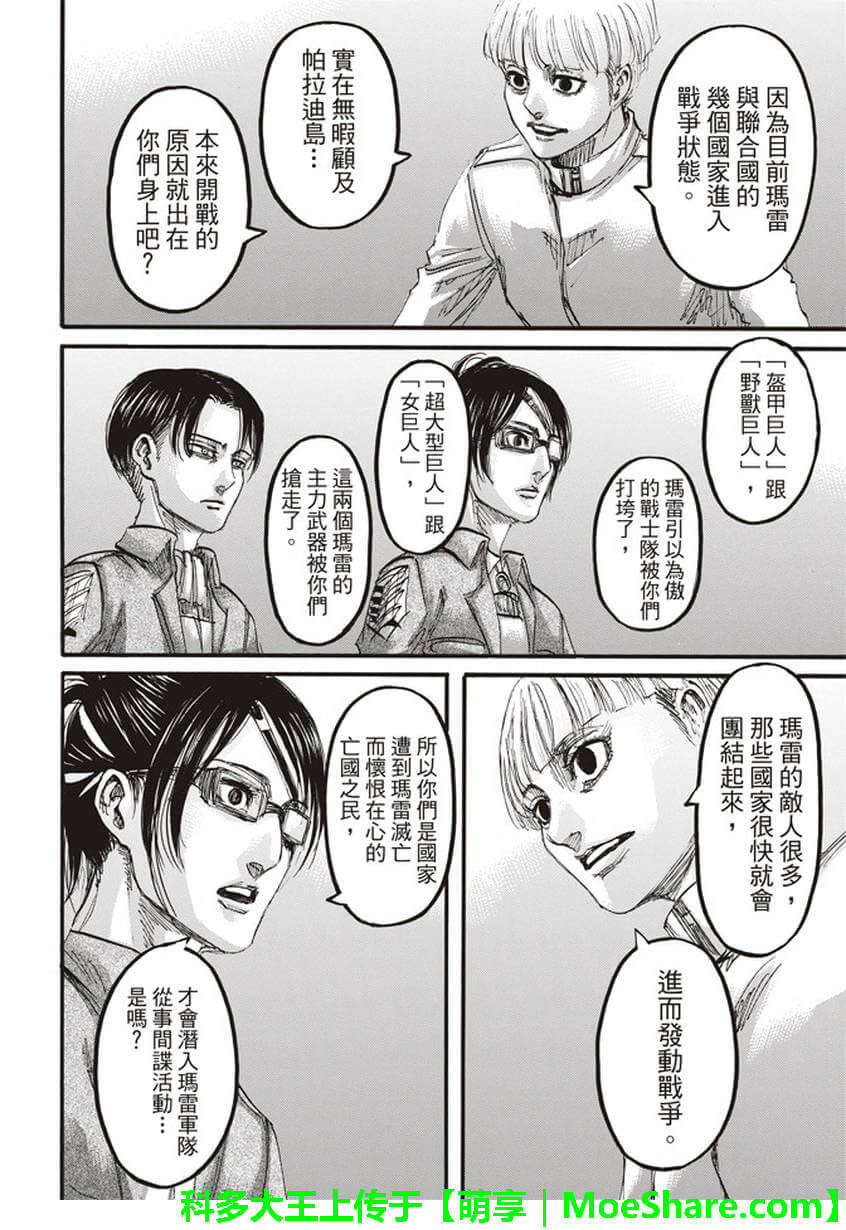 因為目前瑪雷
與聯合國的
幾個國家進入
戰爭狀態。
實在無暇顧及
帕拉迪島…
本來開戰的
原因就出在
你們身上吧？
「盔甲巨人」跟
「野獸巨人」，
瑪雷引以為傲
的戰士隊被你們
打垮了，
「超大型巨人」跟
「女巨人」，
這兩個瑪雷的
主力武器被你們
搶走了。
瑪雷的敵人很多，
那些國家很快就會
團結起來，
進而發動戰爭。
所以你們是國家
遭到瑪雷滅亡
而懷恨在心的
亡國之民，
才會潛入瑪雷軍隊
從事間諜活動…
是嗎？
科多大王上传于【萌享｜MoeShare.com】